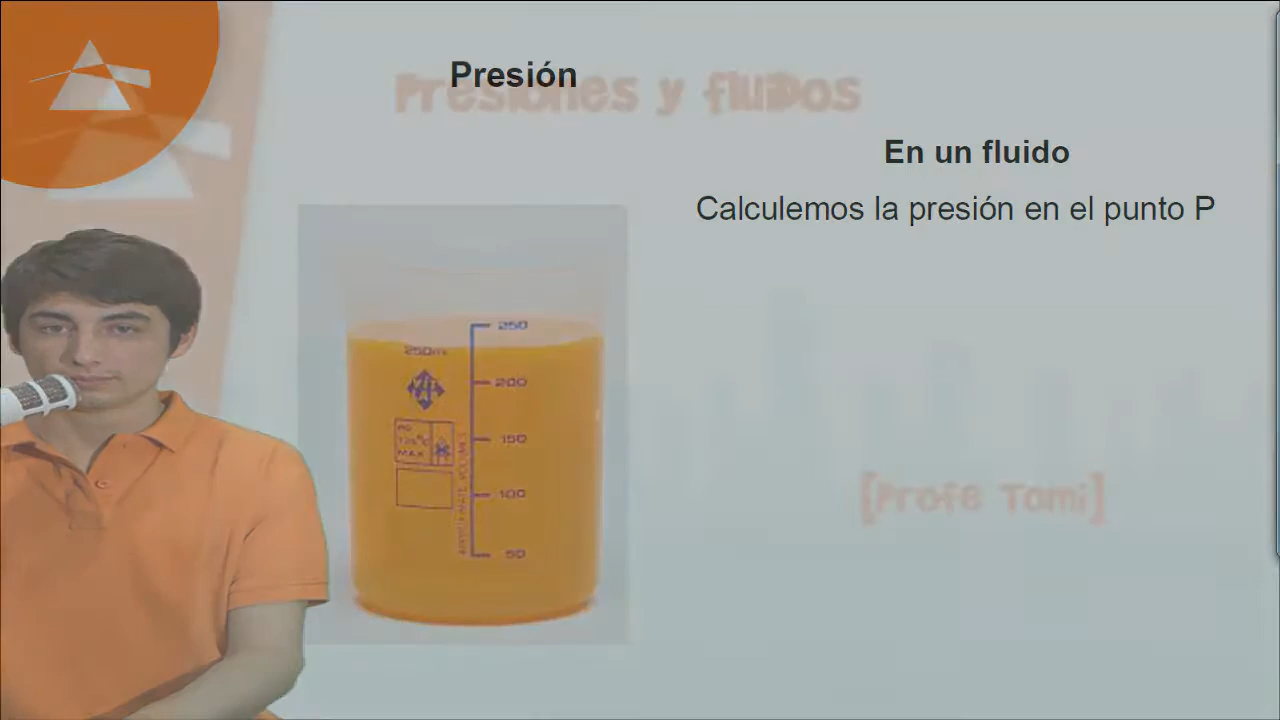 Presión
Presiones y fluidos
En un fluido
Calculemos la presión en el punto P
250
250ml
200
150
MAX
100
[Profe Tomi]
50